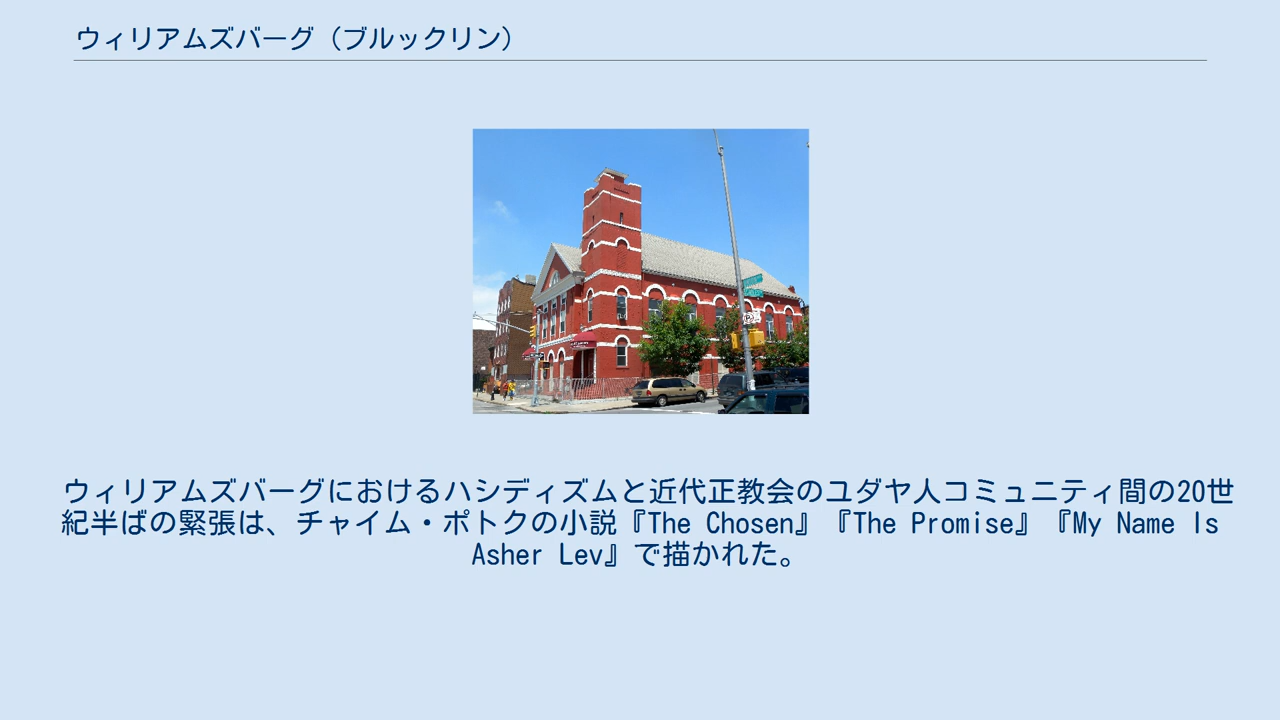 ウィリアムズバーグ（ブルックリン）
ウィリアムズバーグにおけるハシディズムと近代正教会のユダヤ人コミュニティ間の20世
紀半ばの緊張は、チャイム・ポトクの小説『The Chosen』『The Promise』『My Name Is
Asher Lev』で描かれた。